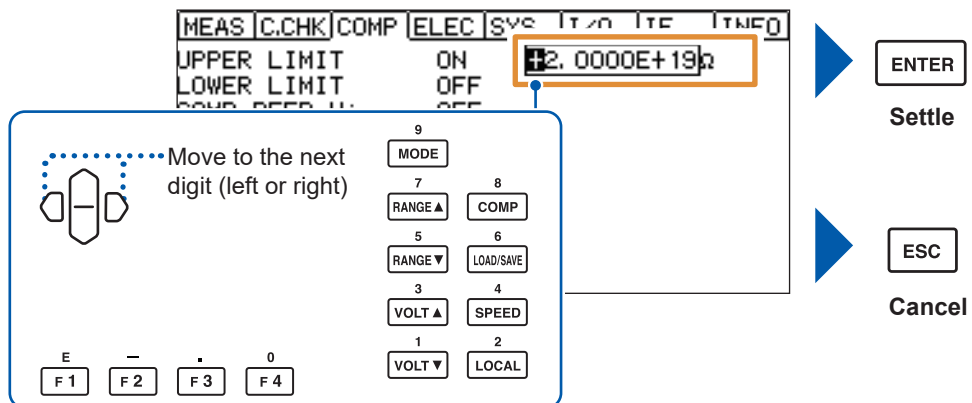 MEAS C.CHK COMP ELEC SYS I/O IF INFO
UPPER LIMIT ON +2.0000E+19Ω
LOWER LIMIT OFF
ENTER
Settle
Move to the next
digit (left or right)
9
MODE
7 8
RANGE▲ COMP
5 6
RANGE▼ LOAD/SAVE
3 4
VOLT▲ SPEED
1 2
VOLT▼ LOCAL
E – . 0
F1 F2 F3 F4
ESC
Cancel